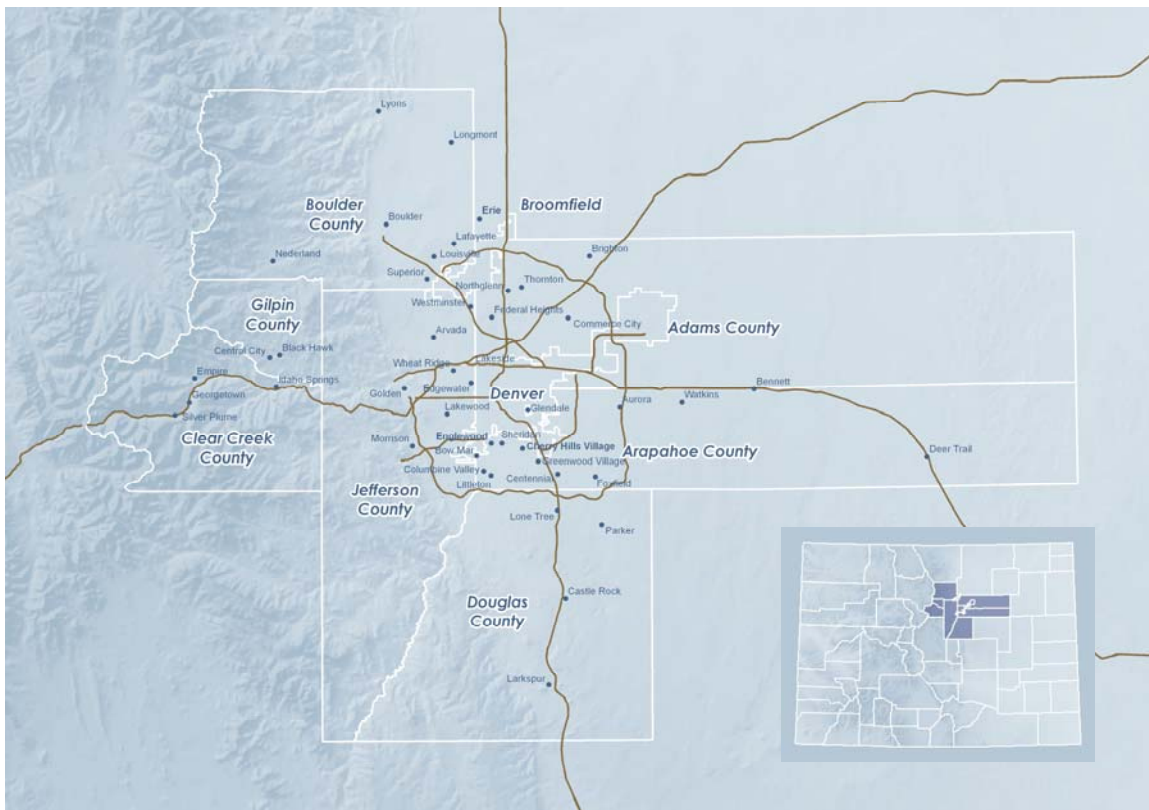 Lyons
Longmont
Boulder
County
Boulder
Erie
Broomfield
Lafayette
Nederland
Louisville
Brighton
Superior
Northglenn
Thornton
Gilpin
County
Westminster
Federal Heights
Commerce City
Adams County
Arvada
Central City
Black Hawk
Lakeside
Wheat Ridge
Empire
Idaho Springs
Edgewater
Bennett
Georgetown
Golden
Denver
Watkins
Aurora
Silver Plume
Lakewood
Glendale
Clear Creek
County
Morrison
Englewood
Sheridan
Cherry Hills Village
Arapahoe County
Deer Trail
Bow Mar
Greenwood Village
Columbine Valley
Centennial
Littleton
Foxfield
Jefferson
County
Lone Tree
Parker
Castle Rock
Douglas
County
Larkspur